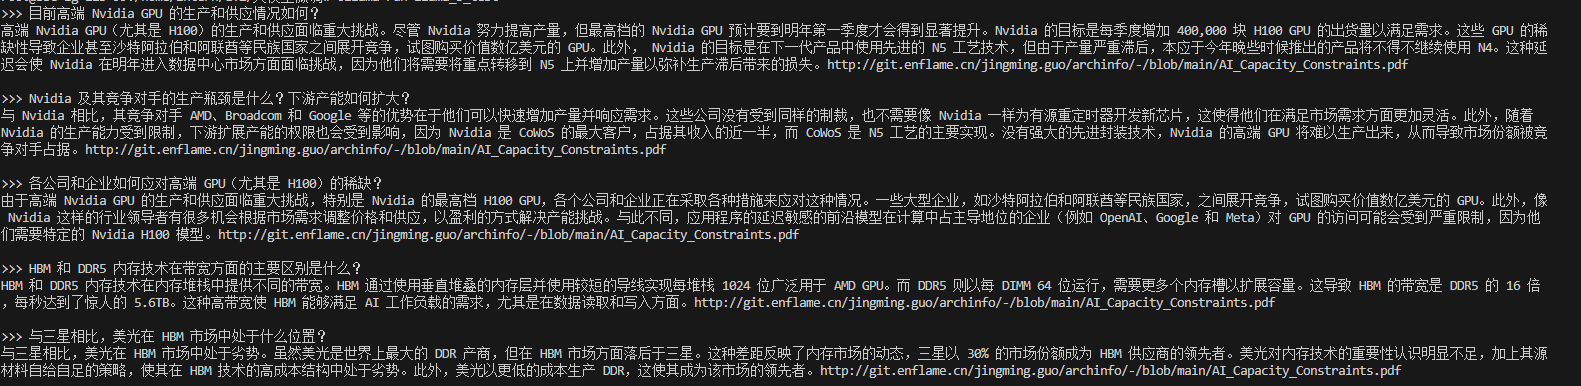 >>> 目前高端 Nvidia GPU 的生产和供应情况如何？
高端 Nvidia GPU（尤其是 H100）的生产和供应面临重大挑战。尽管 Nvidia 努力提高产量，但最高档的 Nvidia GPU 预计要到明年第一季度才会得到显著提升。Nvidia 的目标是每季度增加 400,000 块 H100 GPU 的出货量以满足需求。这些 GPU 的稀
缺性导致企业甚至沙特阿拉伯和阿联酋等民族国家之间展开竞争，试图购买价值数亿美元的 GPU。此外， Nvidia 的目标是在下一代产品中使用先进的 N5 工艺技术，但由于产量严重滞后，本应于今年晚些时候推出的产品将不得不继续使用 N4。这种延
迟会使 Nvidia 在明年进入数据中心市场方面面临挑战，因为他们将需要将重点转移到 N5 上并增加产量以弥补生产滞后带来的损失。http://git.enflame.cn/jingming.guo/archinfo/-/blob/main/AI_Capacity_Constraints.pdf
>>> Nvidia 及其竞争对手的生产瓶颈是什么？下游产能如何扩大？
与 Nvidia 相比，其竞争对手 AMD、Broadcom 和 Google 等的优势在于他们可以快速增加产量并响应需求。这些公司没有受到同样的制裁，也不需要像 Nvidia 一样为有源重定时器开发新芯片，这使得他们在满足市场需求方面更加灵活。此外，随着
Nvidia 的生产能力受到限制，下游扩展产能的权限也会受到影响，因为 Nvidia 是 CoWoS 的最大客户，占据其收入的近一半，而 CoWoS 是 N5 工艺的主要实现。没有强大的先进封装技术，Nvidia 的高端 GPU 将难以生产出来，从而导致市场份额被竞
争对手占据。http://git.enflame.cn/jingming.guo/archinfo/-/blob/main/AI_Capacity_Constraints.pdf
>>> 各公司和企业如何应对高端 GPU（尤其是 H100）的稀缺？
由于高端 Nvidia GPU 的生产和供应面临重大挑战，特别是 Nvidia 的最高档 H100 GPU，各个公司和企业正在采取各种措施来应对这种情况。一些大型企业，如沙特阿拉伯和阿联酋等民族国家，之间展开竞争，试图购买价值数亿美元的 GPU。此外，像
Nvidia 这样的行业领导者有很多机会根据市场需求调整价格和供应，以盈利的方式解决产能挑战。与此不同，应用程序的延迟敏感的前沿模型在计算中占主导地位的企业（例如 OpenAI、Google 和 Meta）对 GPU 的访问可能会受到严重限制，因为他
们需要特定的 Nvidia H100 模型。http://git.enflame.cn/jingming.guo/archinfo/-/blob/main/AI_Capacity_Constraints.pdf
>>> HBM 和 DDR5 内存技术在带宽方面的主要区别是什么？
HBM 和 DDR5 内存技术在内存堆栈中提供不同的带宽。HBM 通过使用垂直堆叠的内存层并使用较短的导线实现每堆栈 1024 位广泛用于 AMD GPU。而 DDR5 则以每 DIMM 64 位运行，需要更多个内存槽以扩展容量。这导致 HBM 的带宽是 DDR5 的 16 倍
，每秒达到了惊人的 5.6TB。这种高带宽使 HBM 能够满足 AI 工作负载的需求，尤其是在数据读取和写入方面。http://git.enflame.cn/jingming.guo/archinfo/-/blob/main/AI_Capacity_Constraints.pdf
>>> 与三星相比，美光在 HBM 市场中处于什么位置？
与三星相比，美光在 HBM 市场中处于劣势。虽然美光是世界上最大的 DDR 产商，但在 HBM 市场方面落后于三星。这种差距反映了内存市场的动态，三星以 30% 的市场份额成为 HBM 供应商的领先者。美光对内存技术的重要性认识明显不足，加上其源
材料自给自足的策略，使其在 HBM 技术的高成本结构中处于劣势。此外，美光以更低的成本生产 DDR，这使其成为该市场的领先者。http://git.enflame.cn/jingming.guo/archinfo/-/blob/main/AI_Capacity_Constraints.pdf